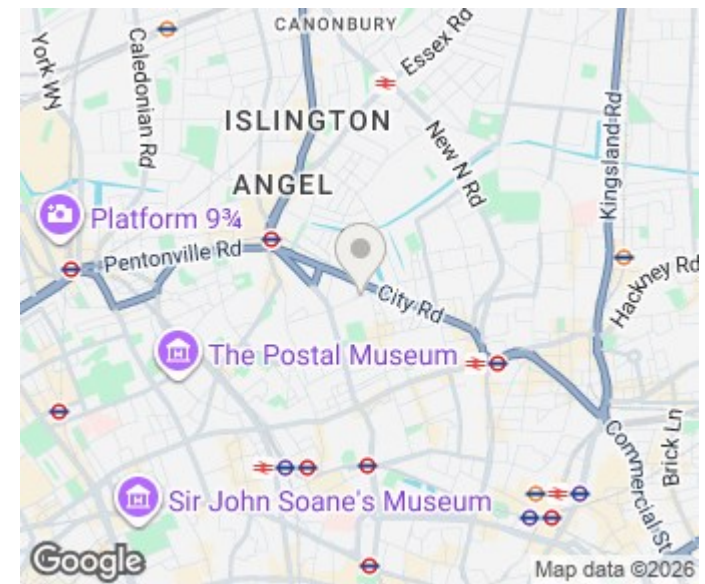 CANONBURY
York Wy
Caledonian Rd
Essex Rd
ISLINGTON
New N Rd
Kingsland Rd
ANGEL
Platform 9¾
Pentonville Rd
Hackney Rd
City Rd
The Postal Museum
Commercial St
Brick Ln
Sir John Soane's Museum
Google
Map data ©2026